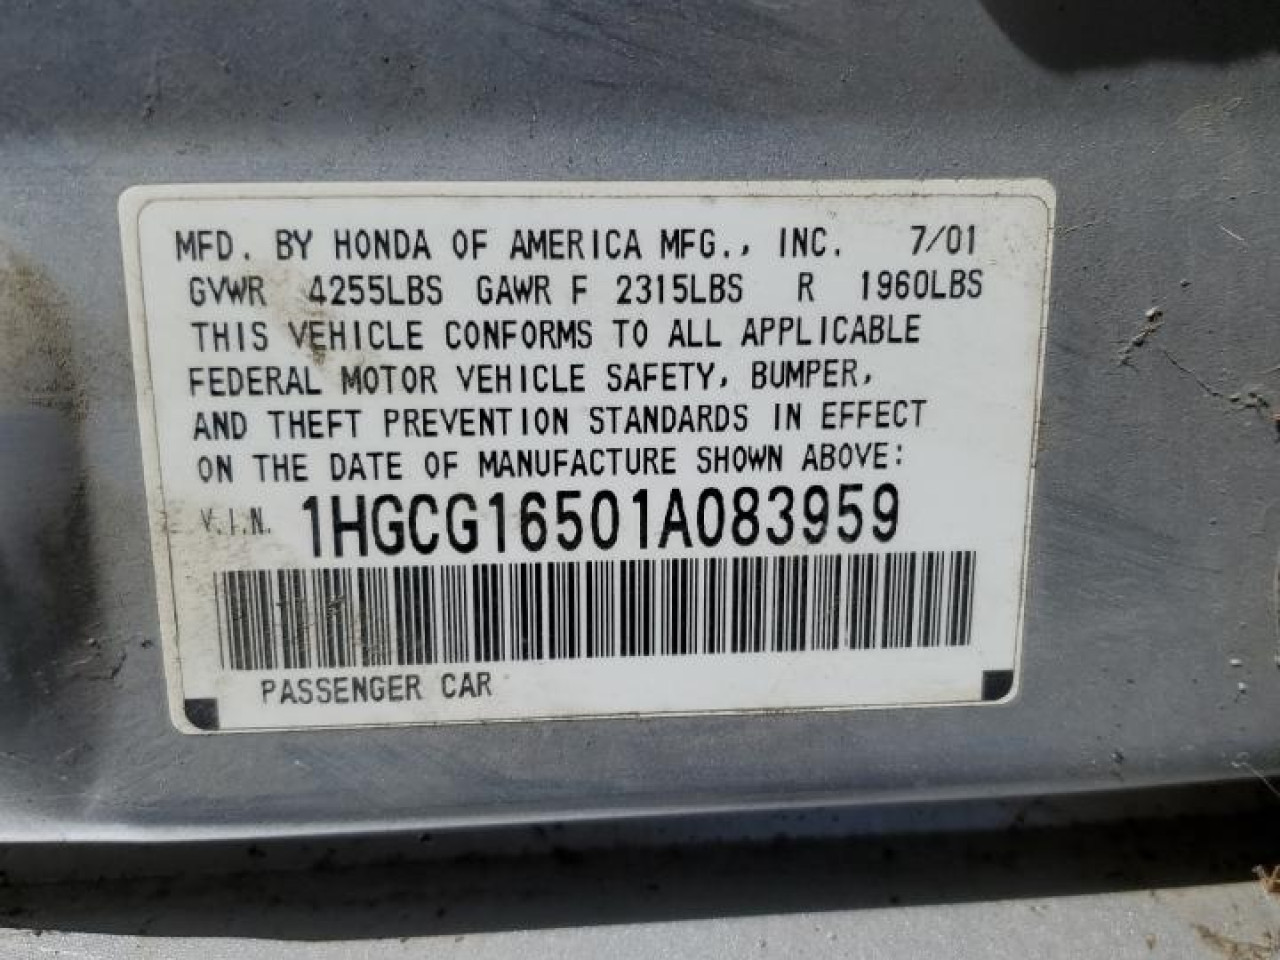 MFD. BY HONDA OF AMERICA MFG., INC. 7/01
GVWR 4255LBS GAWR F 2315LBS R 1960LBS
THIS VEHICLE CONFORMS TO ALL APPLICABLE
FEDERAL MOTOR VEHICLE SAFETY, BUMPER,
AND THEFT PREVENTION STANDARDS IN EFFECT
ON THE DATE OF MANUFACTURE SHOWN ABOVE:
V.I.N. 1HGCG16501A083959
PASSENGER CAR